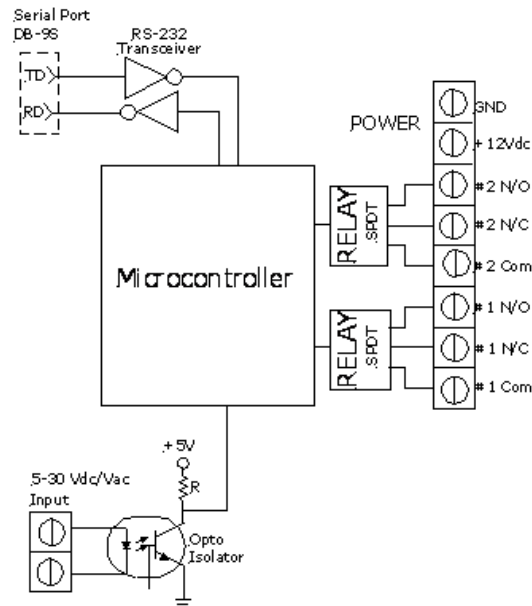 Serial Port
DB-9S
RS-232
Transceiver
TD
RD
POWER
GND
+12Vdc
#2 N/O
#2 N/C
#2 Com
#1 N/O
#1 N/C
#1 Com
RELAY
SPDT
RELAY
SPDT
Microcontroller
+5V
R
5-30 Vdc/Vac
Input
Opto
Isolator